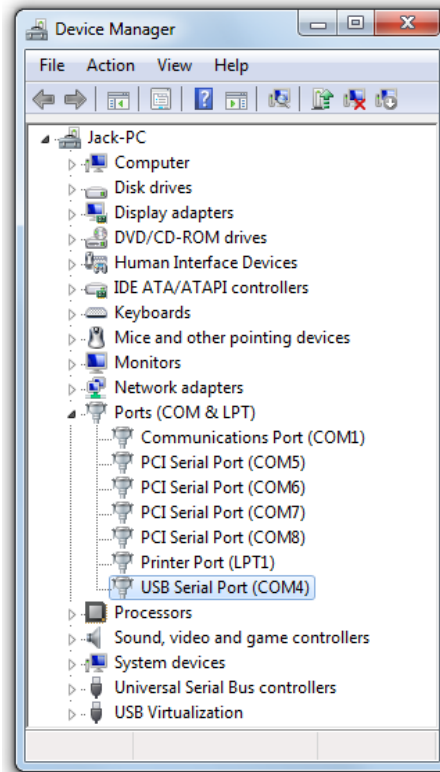 Device Manager
File Action View Help
Jack-PC
Computer
Disk drives
Display adapters
DVD/CD-ROM drives
Human Interface Devices
IDE ATA/ATAPI controllers
Keyboards
Mice and other pointing devices
Monitors
Network adapters
Ports (COM & LPT)
Communications Port (COM1)
PCI Serial Port (COM5)
PCI Serial Port (COM6)
PCI Serial Port (COM7)
PCI Serial Port (COM8)
Printer Port (LPT1)
USB Serial Port (COM4)
Processors
Sound, video and game controllers
System devices
Universal Serial Bus controllers
USB Virtualization